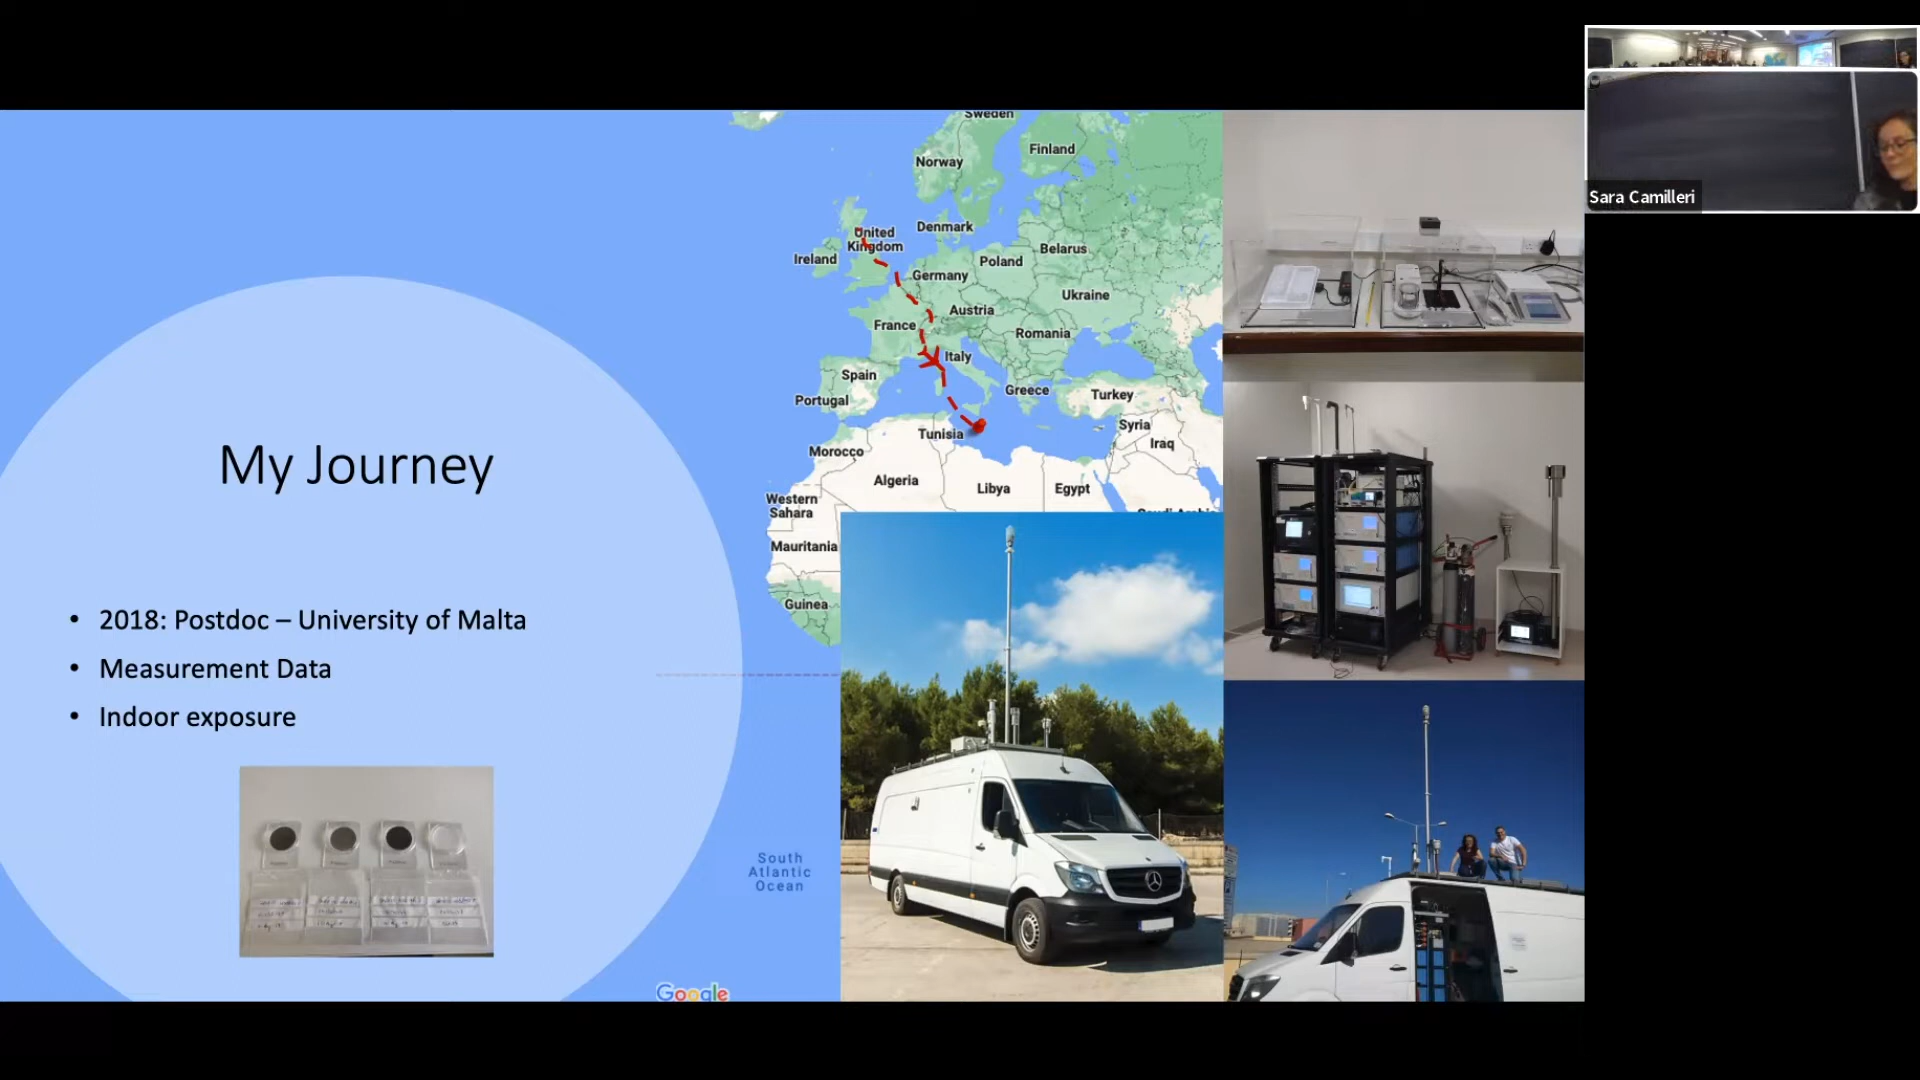 My Journey
• 2018: Postdoc – University of Malta
• Measurement Data
• Indoor exposure
Sweden
Finland
Norway
United
Kingdom
Denmark
Ireland
Belarus
Poland
Germany
Ukraine
Austria
France
Romania
Italy
Spain
Greece
Turkey
Portugal
Syria
Tunisia
Iraq
Morocco
Algeria
Libya
Egypt
Western
Sahara
Mauritania
Guinea
South
Atlantic
Ocean
Google
Sara Camilleri